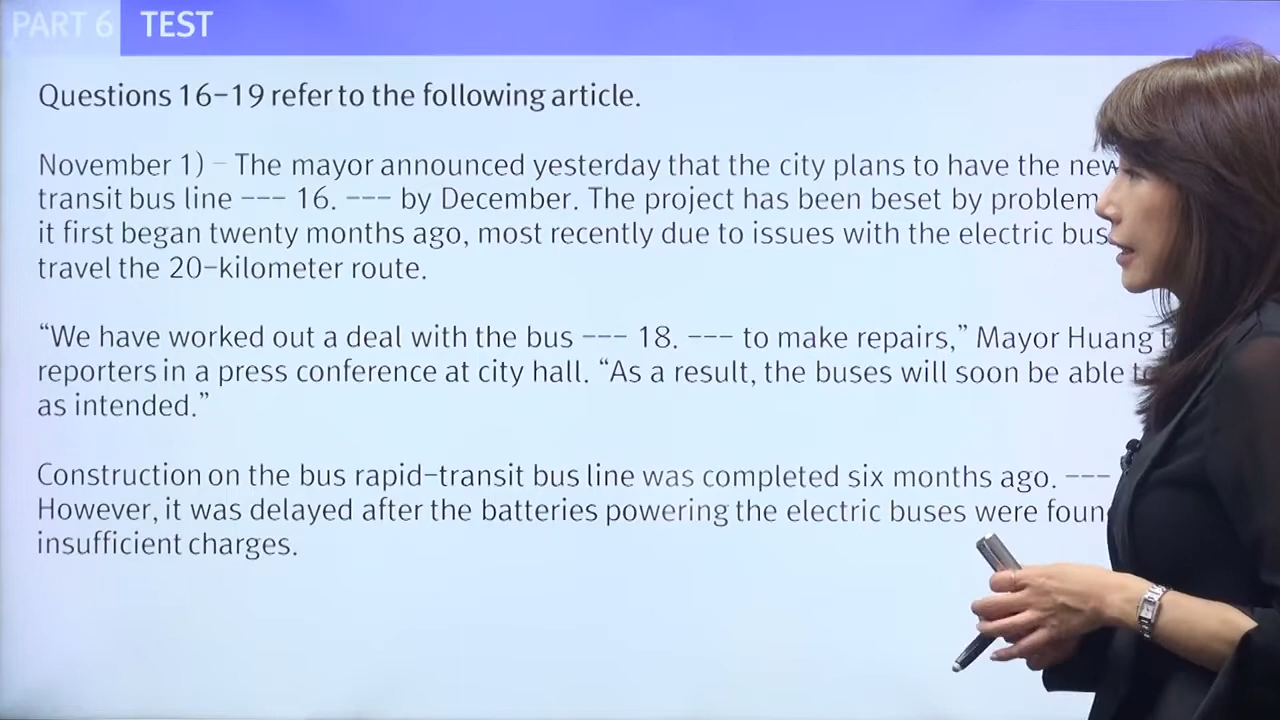 PART 6 TEST
Questions 16-19 refer to the following article.
November 1) – The mayor announced yesterday that the city plans to have the new
transit bus line --- 16. --- by December. The project has been beset by problem
it first began twenty months ago, most recently due to issues with the electric bus
travel the 20-kilometer route.
“We have worked out a deal with the bus --- 18. --- to make repairs,” Mayor Huang
reporters in a press conference at city hall. “As a result, the buses will soon be able to
as intended.”
Construction on the bus rapid-transit bus line was completed six months ago. ---
However, it was delayed after the batteries powering the electric buses were foun
insufficient charges.